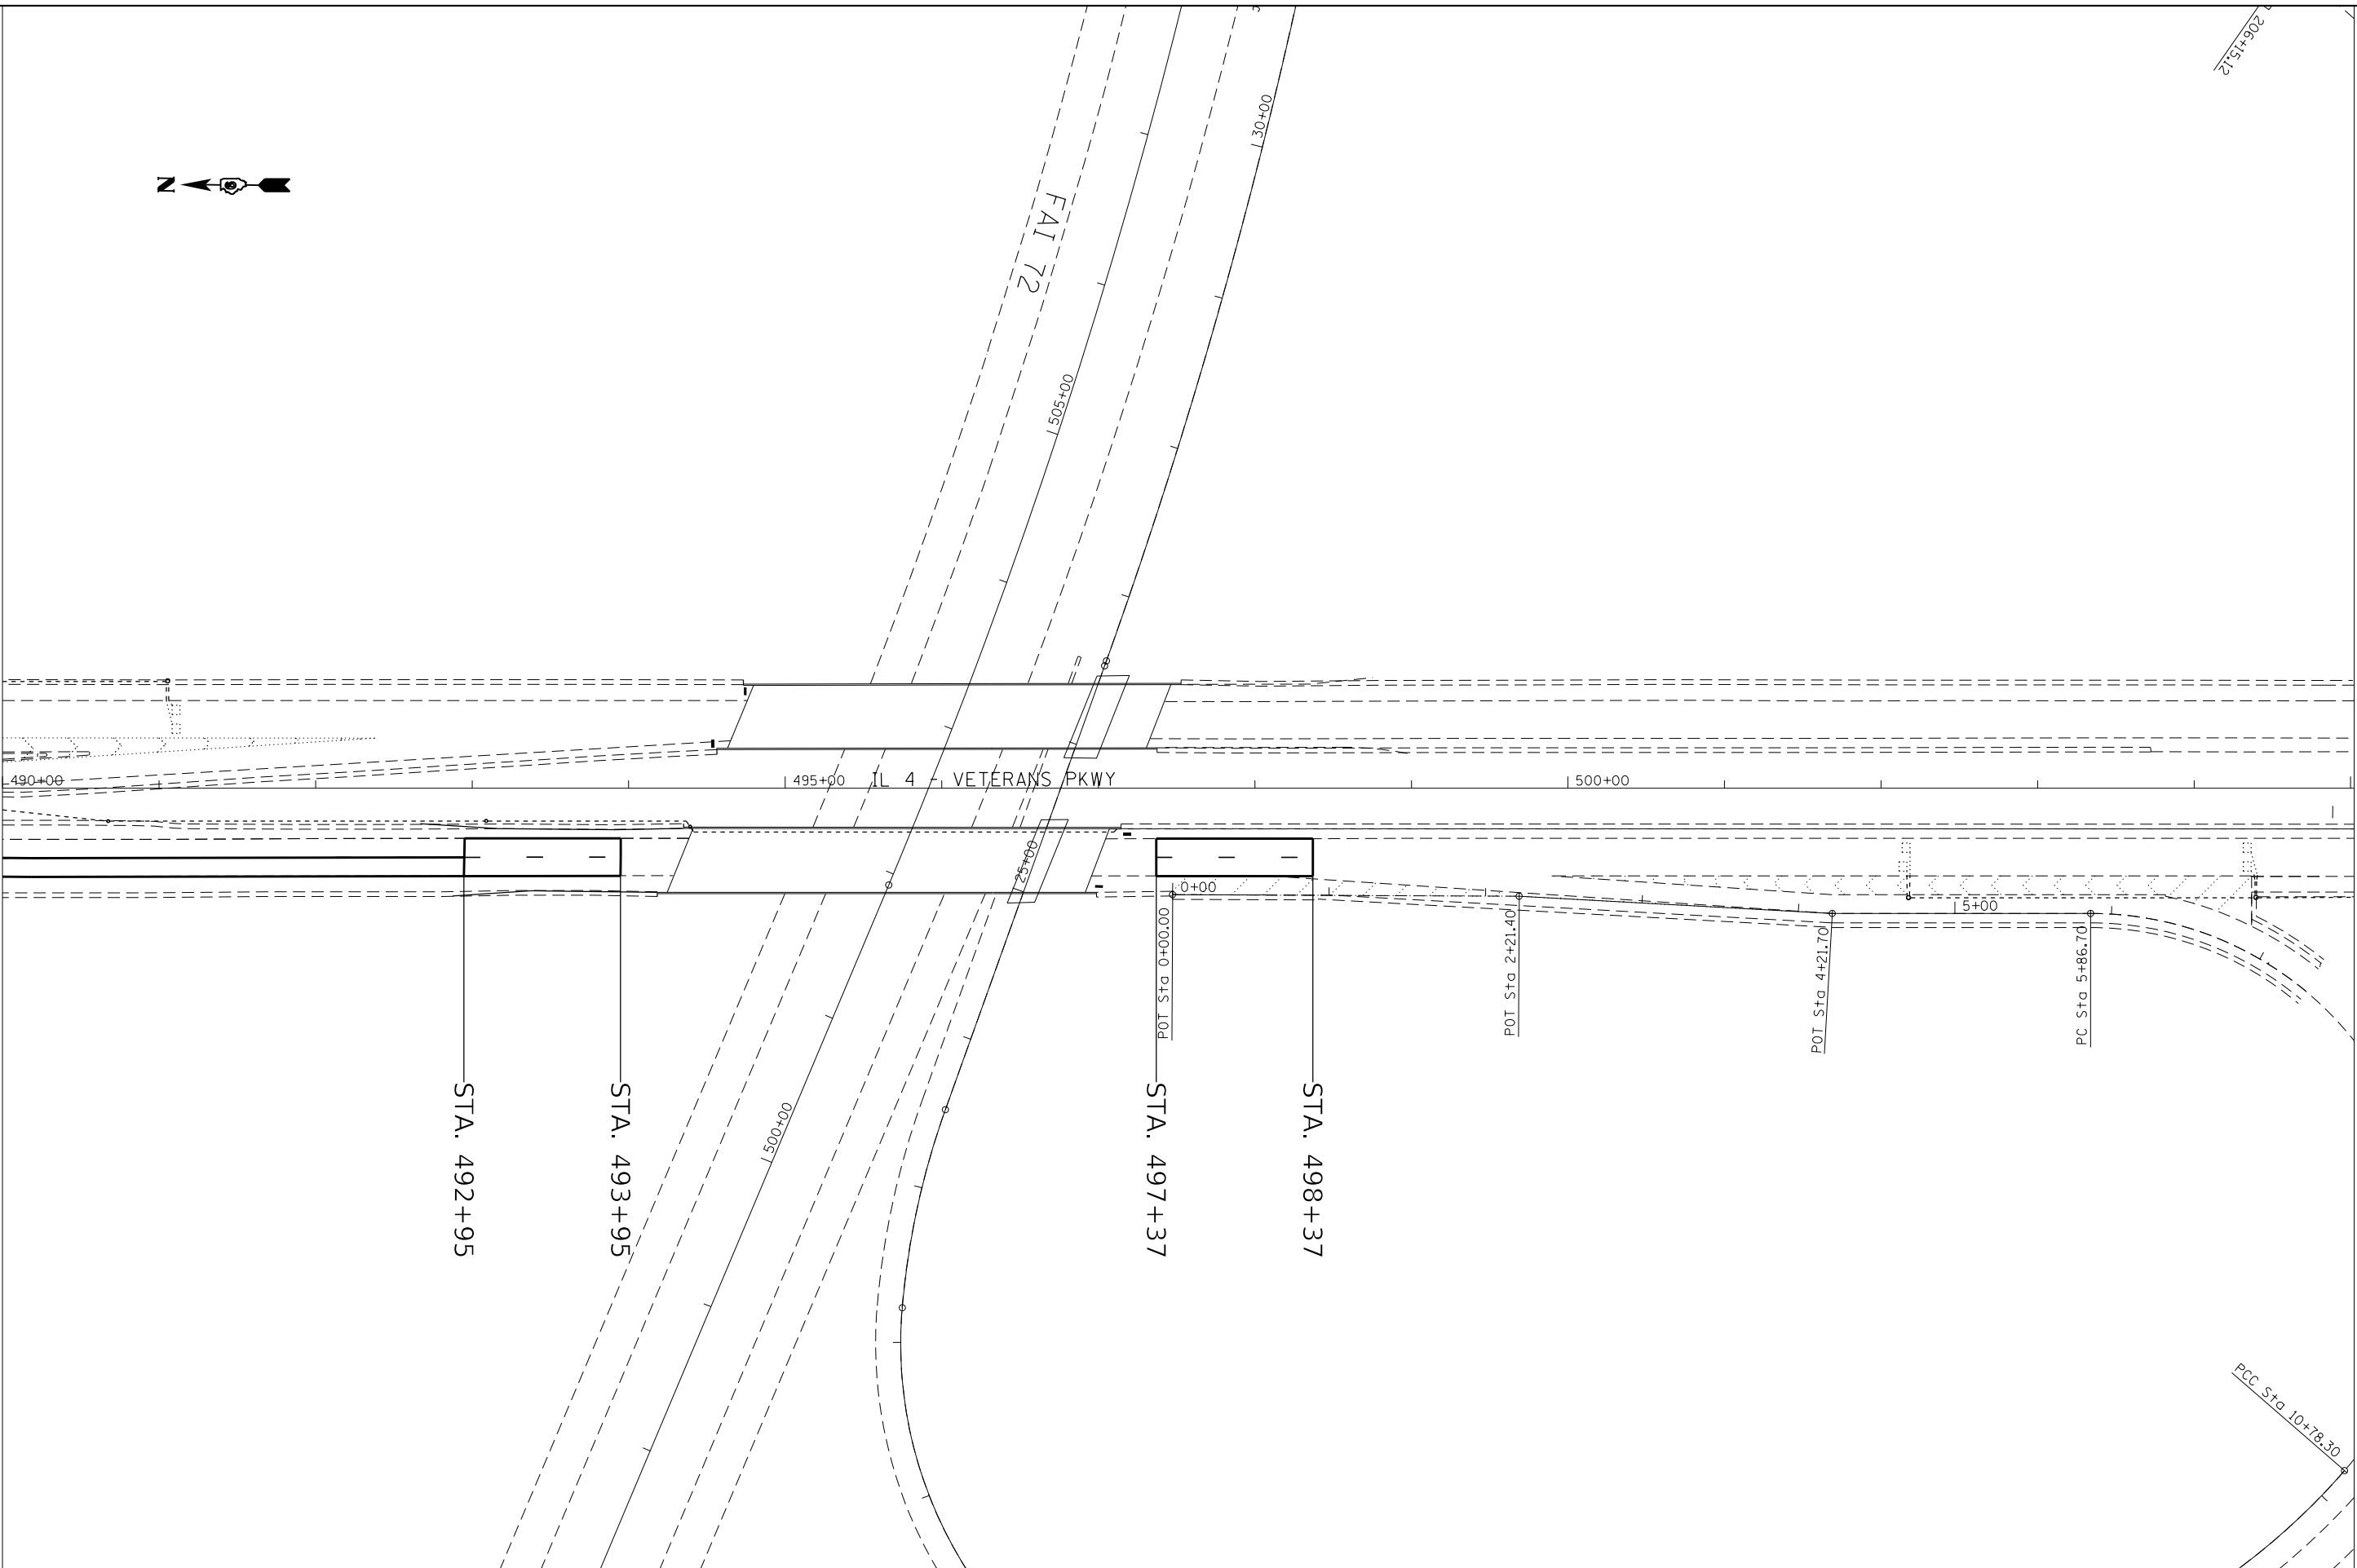 206+15.12
30+00
N
FAI 72
505+00
490+00
495+00
IL 4 - VETERANS PKWY
500+00
25+00
0+00
5+00
POT Sta 0+00.00
POT Sta 2+21.40
POT Sta 4+21.70
PC Sta 5+86.70
500+00
STA. 492+95
STA. 493+95
STA. 497+37
STA. 498+37
PCC Sta 10+78.30